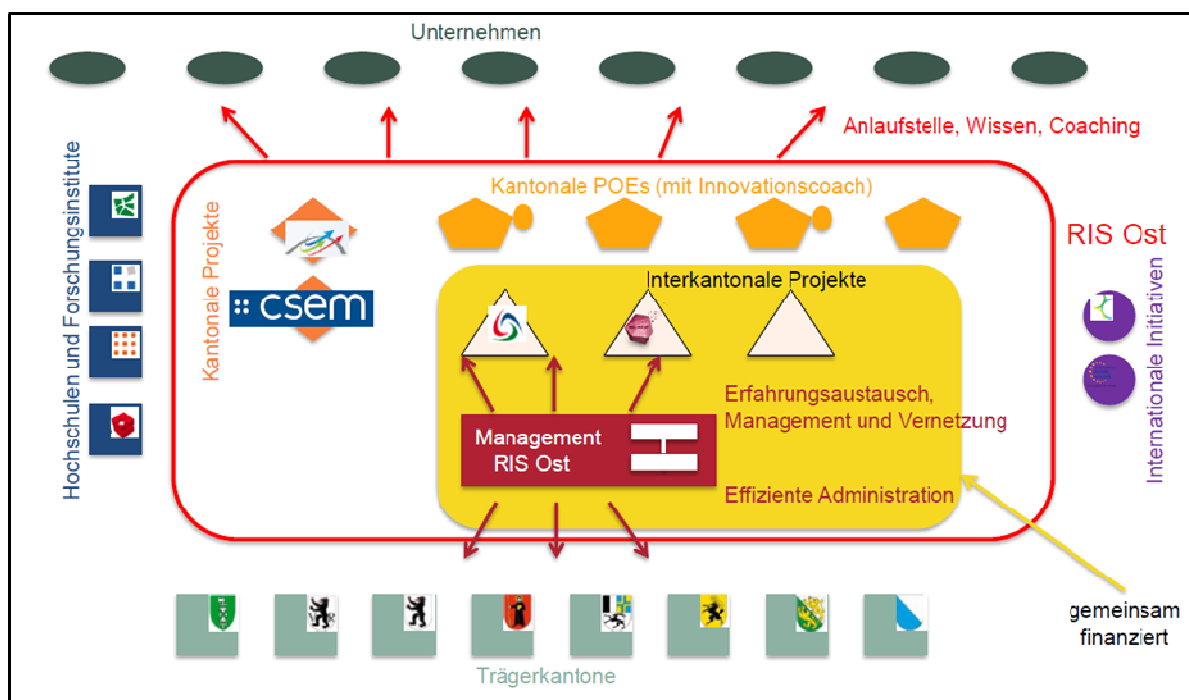 Unternehmen
Anlaufstelle, Wissen, Coaching
Hochschulen und Forschungsinstitute
Kantonale Projekte
:: csem
Kantonale POEs (mit Innovationscoach)
RIS Ost
Internationale Initiativen
Interkantonale Projekte
Erfahrungsaustausch,
Management und Vernetzung
Management
RIS Ost
Effiziente Administration
gemeinsam
finanziert
Trägerkantone